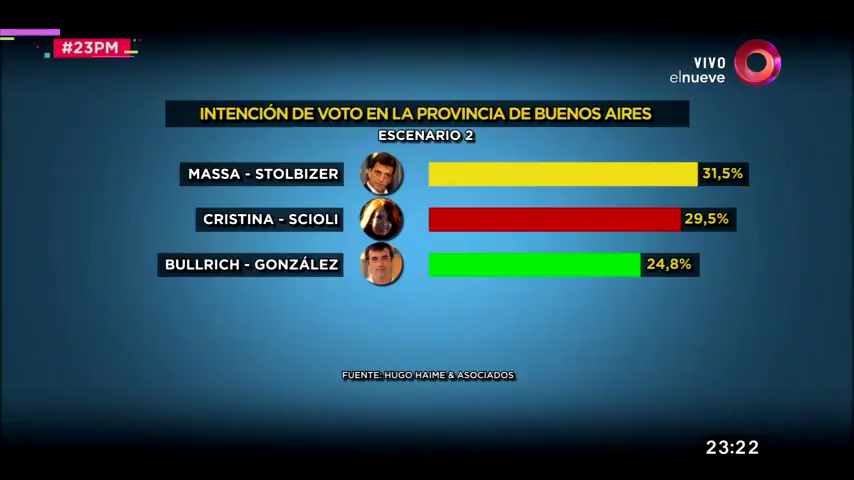 #23PM
VIVO
elnueve
INTENCIÓN DE VOTO EN LA PROVINCIA DE BUENOS AIRES
ESCENARIO 2
MASSA - STOLBIZER 31,5%
CRISTINA - SCIOLI 29,5%
BULLRICH - GONZÁLEZ 24,8%
FUENTE: HUGO HAIME & ASOCIADOS
23:22